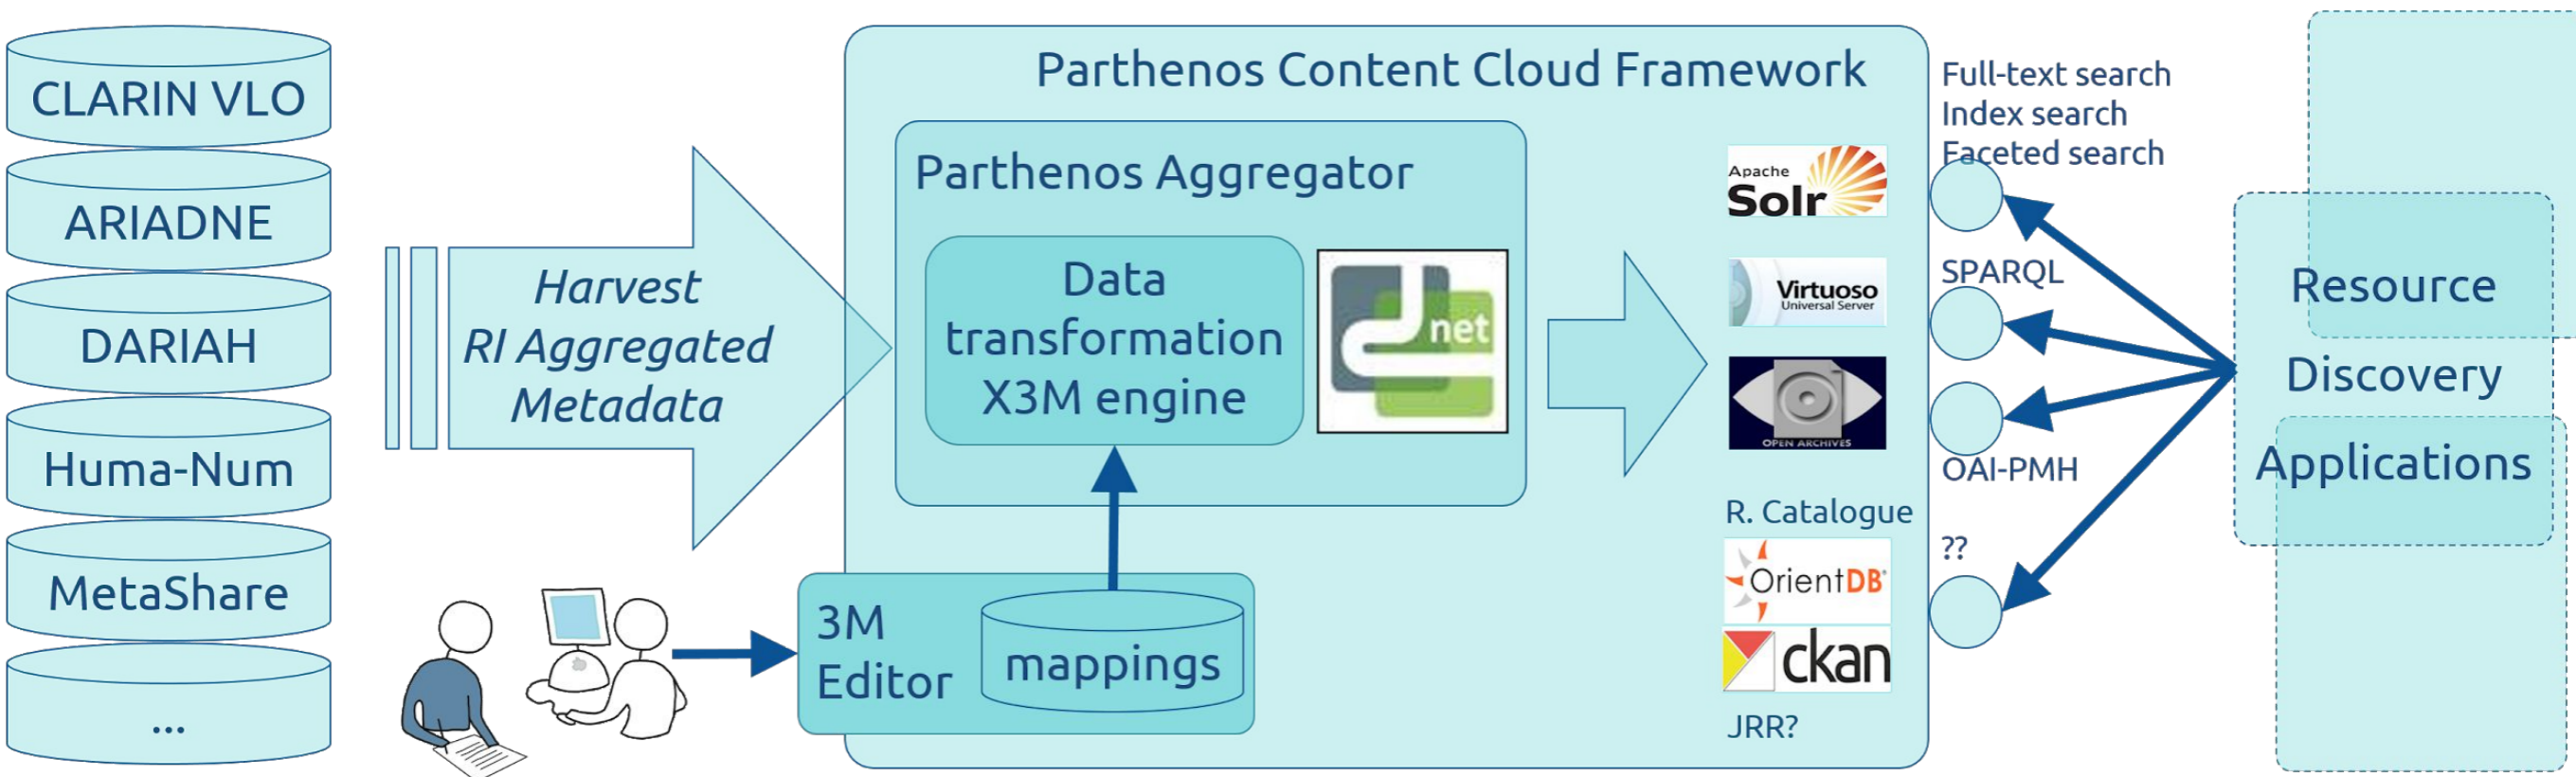 CLARIN VLO
ARIADNE
DARIAH
Huma-Num
MetaShare
...
Harvest
RI Aggregated
Metadata
Parthenos Content Cloud Framework
Parthenos Aggregator
Data
transformation
X3M engine
net
3M
Editor
mappings
Apache
Solr
Virtuoso
Universal Server
OPEN ARCHIVES
R. Catalogue
OrientDB
ckan
JRR?
Full-text search
Index search
Faceted search
SPARQL
OAI-PMH
??
Resource
Discovery
Applications